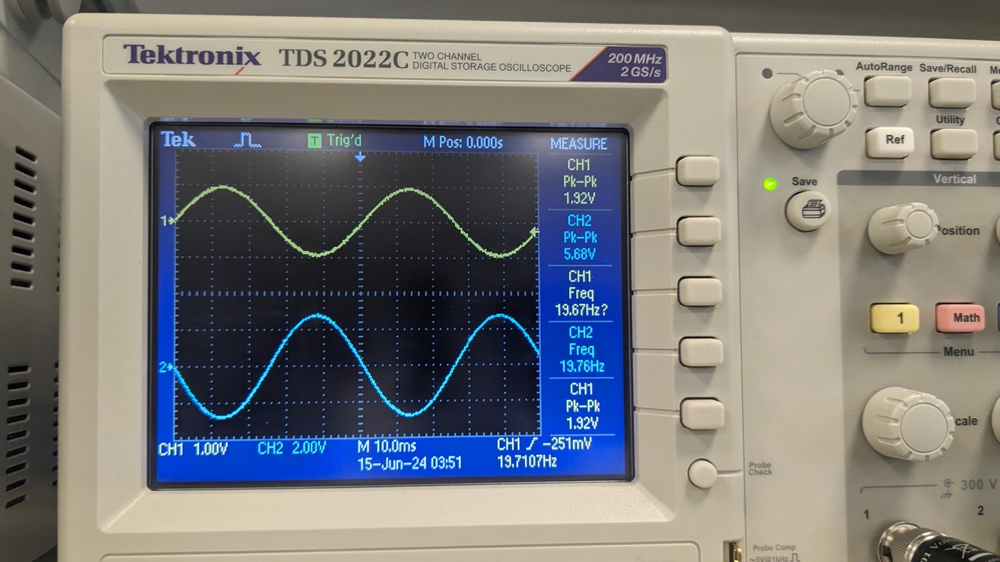 Tektronix TDS 2022C TWO CHANNEL
DIGITAL STORAGE OSCILLOSCOPE
200 MHz
2 GS/s
AutoRange Save/Recall
Utility
Ref
Save
Vertical
Position
1 Math
Menu
Probe
Check
300 V
1 2
Probe Comp
~5V@1kHz
Tek T Trig'd M Pos: 0.000s MEASURE
CH1
Pk-Pk
1.92V
CH2
Pk-Pk
5.68V
CH1
Freq
19.67Hz?
CH2
Freq
19.76Hz
CH1
Pk-Pk
1.92V
1
2
CH1 1.00V CH2 2.00V M 10.0ms CH1 -251mV
15-Jun-24 03:51 19.7107Hz